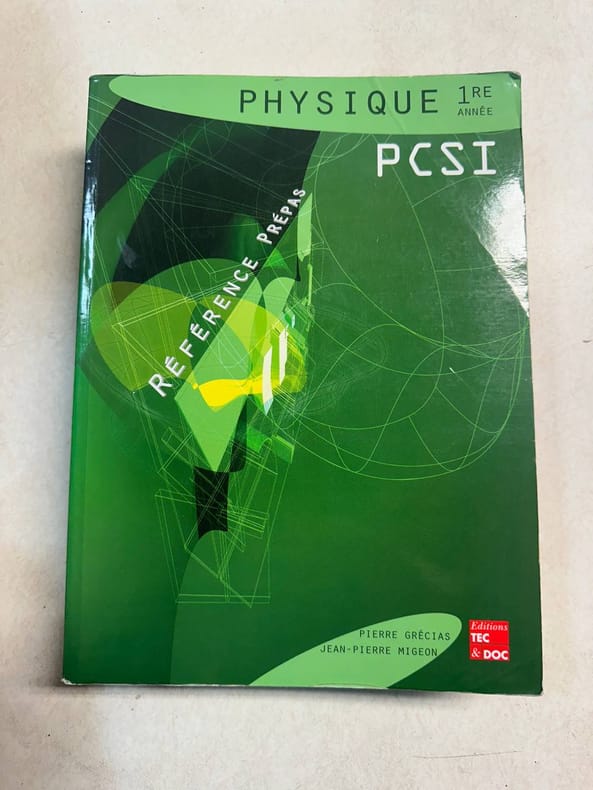 PHYSIQUE 1RE
ANNÉE
PCSI
RÉFÉRENCE PRÉPAS
PIERRE GRÉCIAS
JEAN-PIERRE MIGEON
Editions
TEC
& DOC